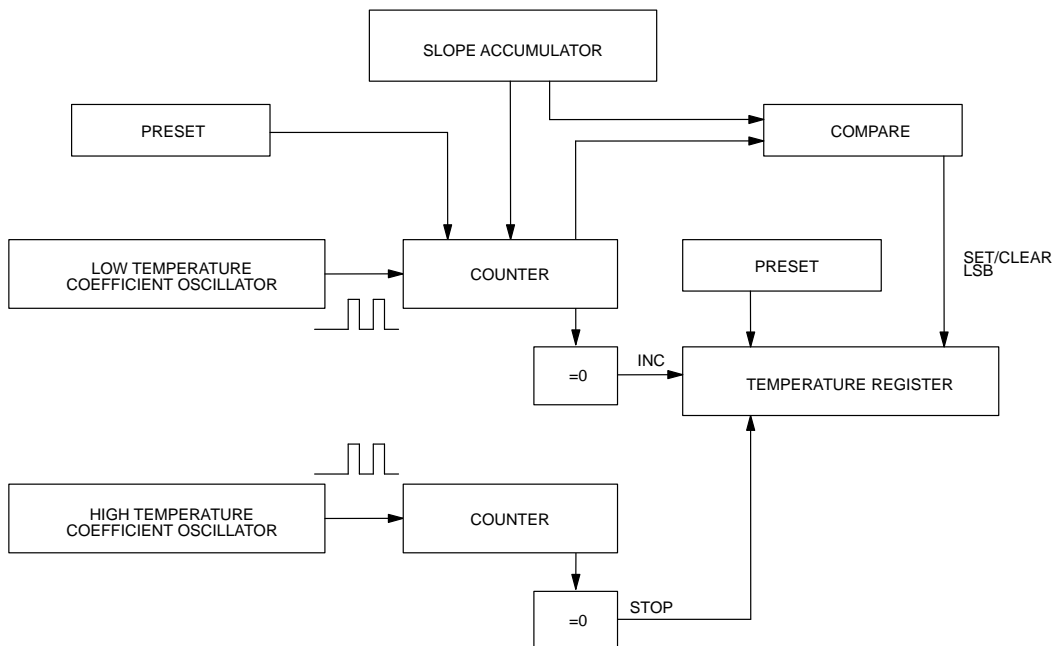 SLOPE ACCUMULATOR
PRESET
COMPARE
LOW TEMPERATURE
COEFFICIENT OSCILLATOR
COUNTER
PRESET
SET/CLEAR
LSB
=0
INC
TEMPERATURE REGISTER
HIGH TEMPERATURE
COEFFICIENT OSCILLATOR
COUNTER
=0
STOP